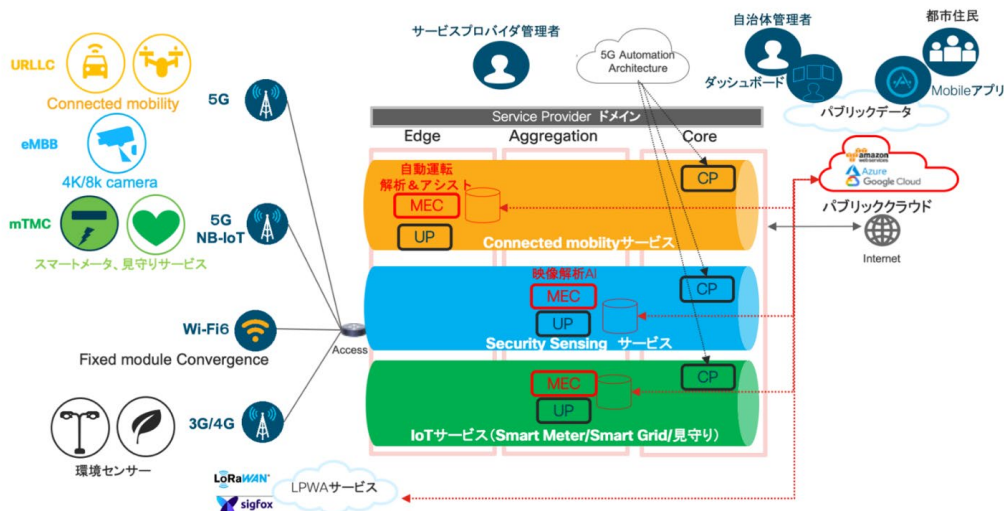 サービスプロバイダ管理者
自治体管理者
都市住民
5G Automation
Architecture
ダッシュボード
Mobileアプリ
パブリックデータ
URLLC
Connected mobility
5G
eMBB
4K/8k camera
mTMC
5G
NB-IoT
スマートメータ、見守りサービス
Wi-Fi6
Fixed module Convergence
Access
3G/4G
環境センサー
Service Provider ドメイン
Edge
Aggregation
Core
自動運転
解析&アシスト
MEC
UP
CP
Connected mobilityサービス
映像解析AI
MEC
UP
CP
Security Sensing サービス
MEC
UP
CP
IoTサービス(Smart Meter/Smart Grid/見守り)
amazon
webservices
Azure
Google Cloud
パブリッククラウド
Internet
LoRaWAN
sigfox
LPWAサービス